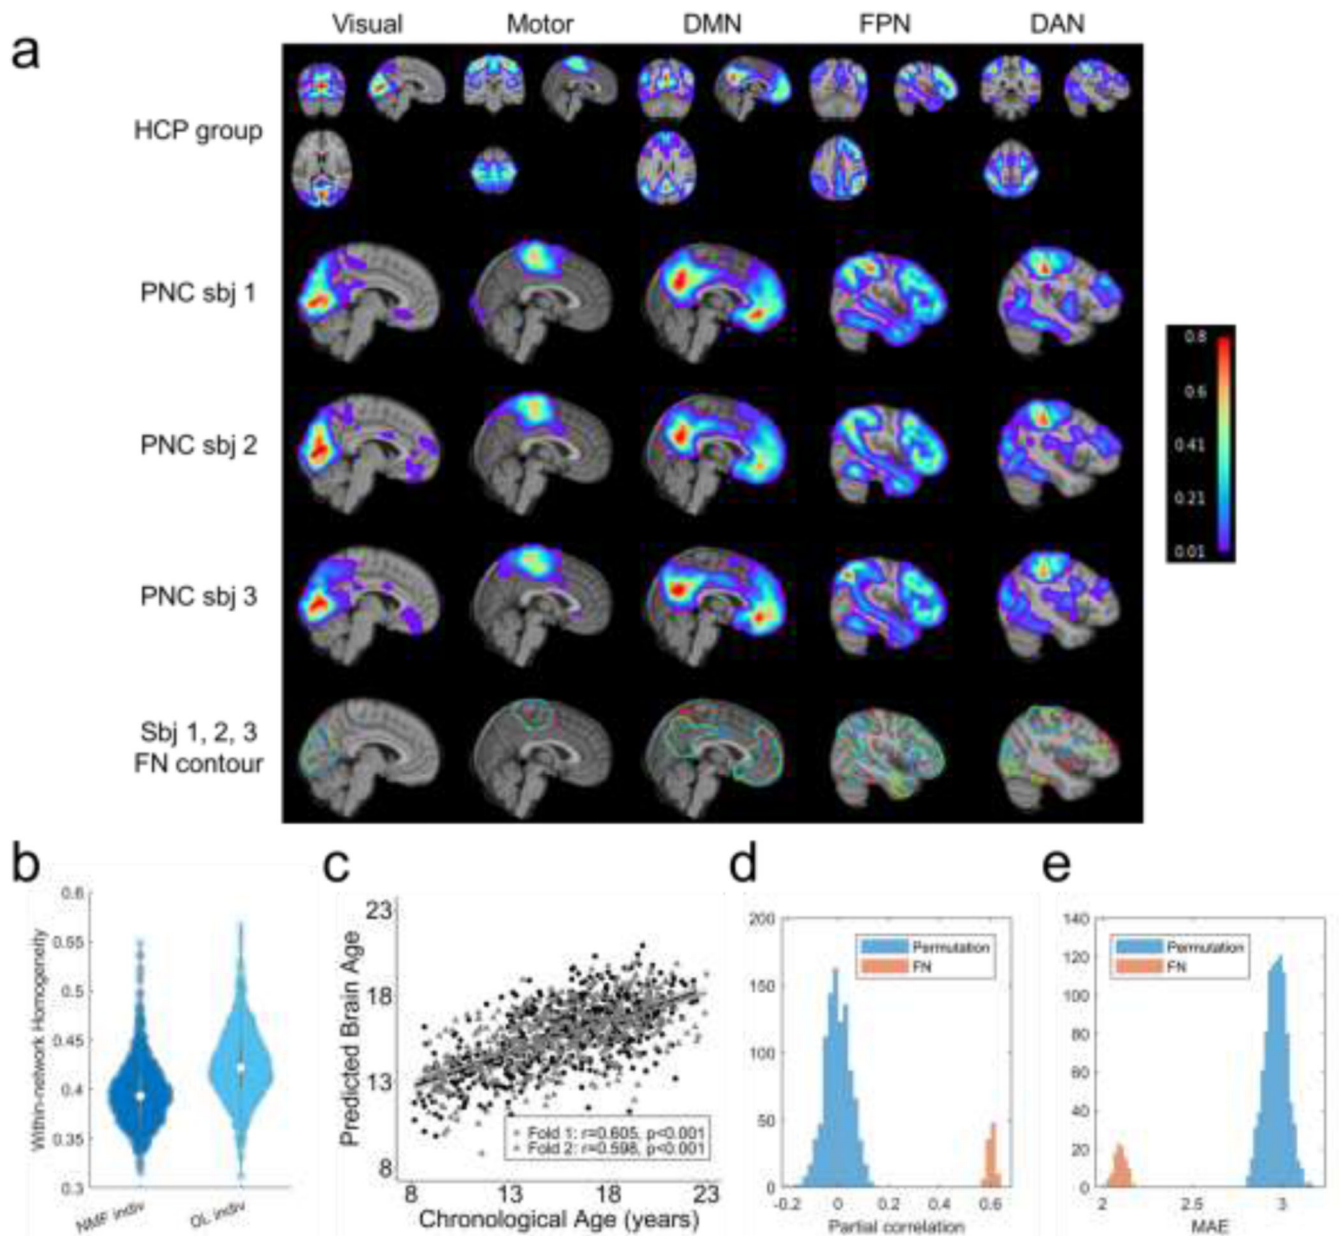 a
Visual Motor DMN FPN DAN
HCP group
PNC sbj 1
PNC sbj 2
PNC sbj 3
Sbj 1, 2, 3
FN contour
0.8
0.6
0.41
0.21
0.01
b
Within-network Homogeneity
0.6
0.55
0.5
0.45
0.4
0.35
0.3
NMF indiv
DL indiv
c
Predicted Brain Age
23
18
13
8
Fold 1: r=0.605, p<0.001
Fold 2: r=0.598, p<0.001
8 13 18 23
Chronological Age (years)
d
200
150
100
50
0
Permutation
FN
-0.2 0 0.2 0.4 0.6
Partial correlation
e
140
120
100
80
60
40
20
0
Permutation
FN
2 2.5 3
MAE